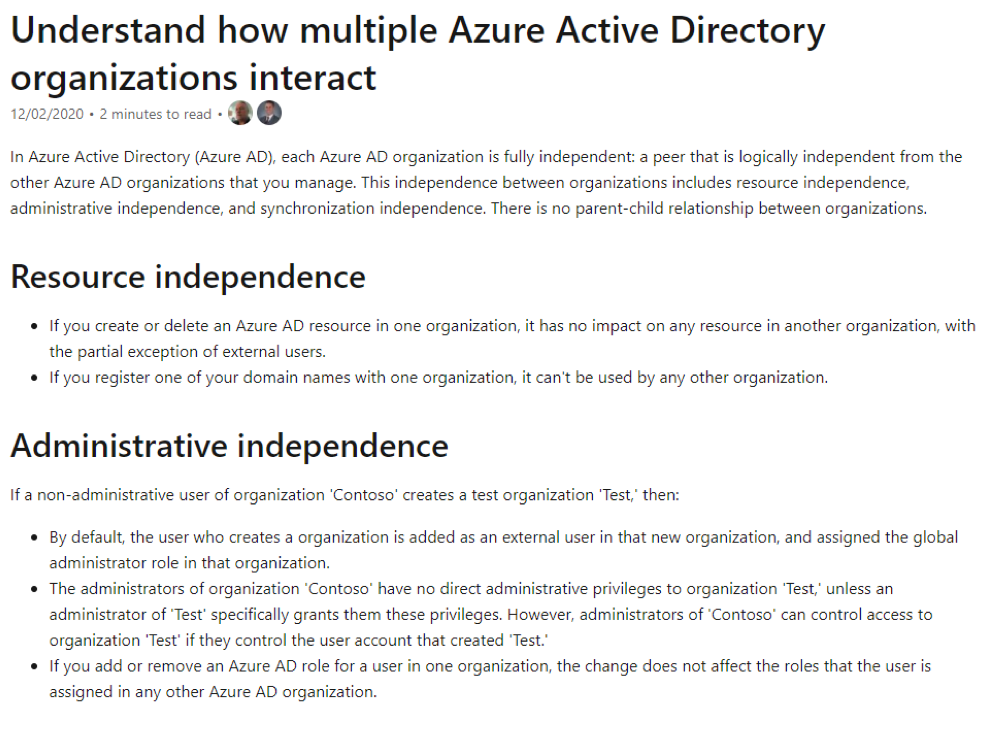 Understand how multiple Azure Active Directory
organizations interact
12/02/2020 • 2 minutes to read •
In Azure Active Directory (Azure AD), each Azure AD organization is fully independent: a peer that is logically independent from the
other Azure AD organizations that you manage. This independence between organizations includes resource independence,
administrative independence, and synchronization independence. There is no parent-child relationship between organizations.
Resource independence
• If you create or delete an Azure AD resource in one organization, it has no impact on any resource in another organization, with
the partial exception of external users.
• If you register one of your domain names with one organization, it can't be used by any other organization.
Administrative independence
If a non-administrative user of organization 'Contoso' creates a test organization 'Test,' then:
• By default, the user who creates a organization is added as an external user in that new organization, and assigned the global
administrator role in that organization.
• The administrators of organization 'Contoso' have no direct administrative privileges to organization 'Test,' unless an
administrator of 'Test' specifically grants them these privileges. However, administrators of 'Contoso' can control access to
organization 'Test' if they control the user account that created 'Test.'
• If you add or remove an Azure AD role for a user in one organization, the change does not affect the roles that the user is
assigned in any other Azure AD organization.